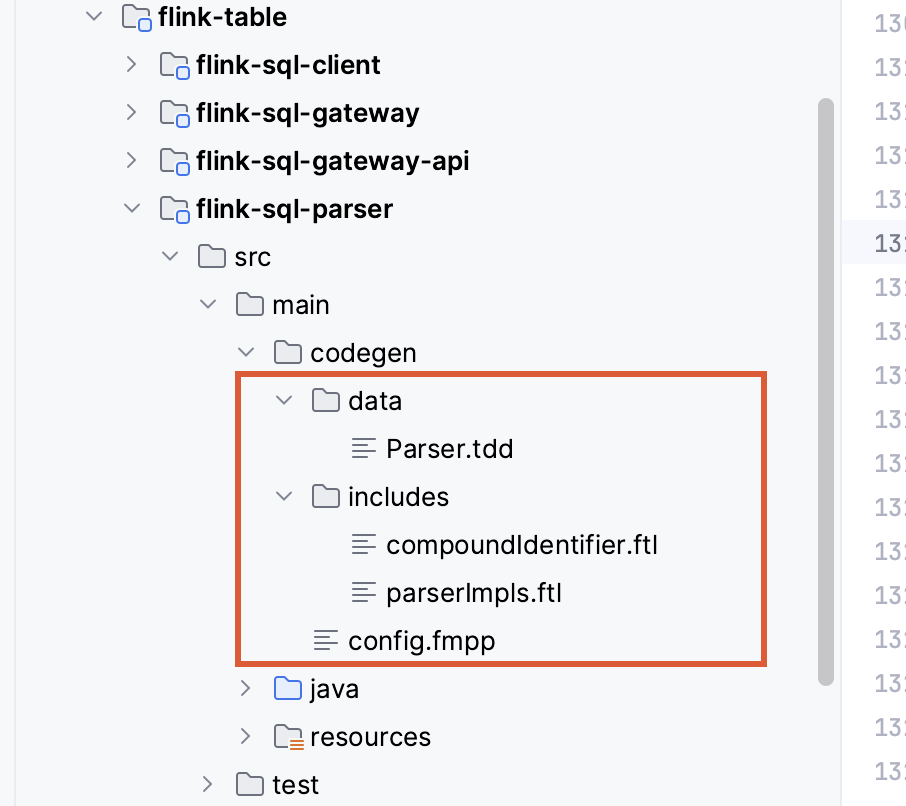 flink-table
flink-sql-client
flink-sql-gateway
flink-sql-gateway-api
flink-sql-parser
src
main
codegen
data
Parser.tdd
includes
compoundIdentifier.ftl
parserImpls.ftl
config.fmpp
java
resources
test